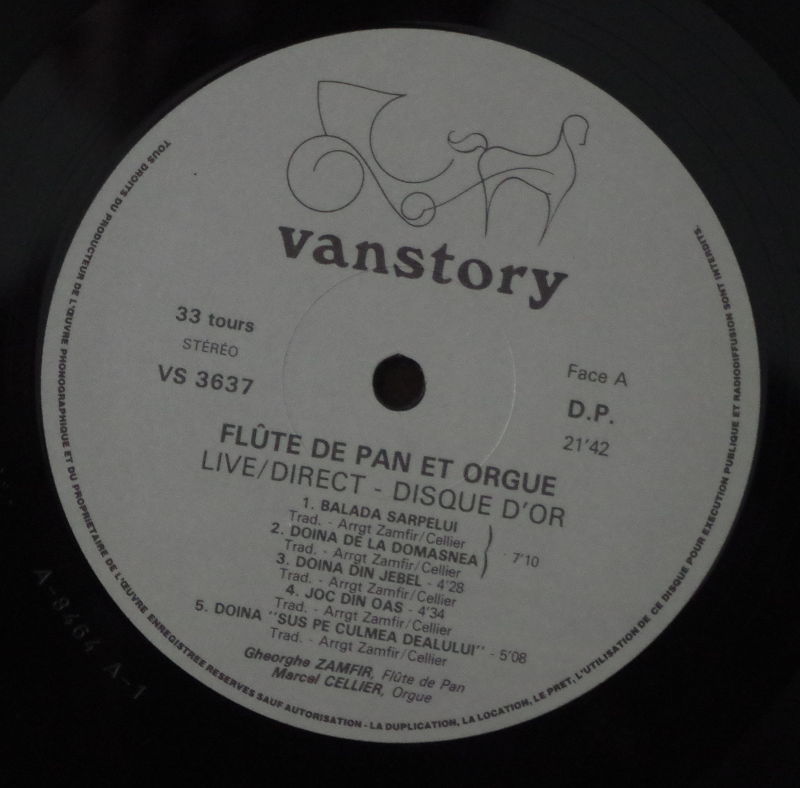 vanstory
33 tours
STÉRÉO
VS 3637
Face A
D.P.
21'42
FLÛTE DE PAN ET ORGUE
LIVE/DIRECT - DISQUE D'OR
1. BALADA SARPELUI
Trad. - Arrgt Zamfir/Cellier
2. DOINA DE LA DOMASNEA
Trad. - Arrgt Zamfir/Cellier
7'10
3. DOINA DIN JEBEL - 4'28
Trad. - Arrgt Zamfir/Cellier
4. JOC DIN OAS - 4'34
Trad. - Arrgt Zamfir/Cellier
5. DOINA "SUS PE CULMEA DEALULUI" - 5'08
Trad. - Arrgt Zamfir/Cellier
Gheorghe ZAMFIR, Flûte de Pan
Marcel CELLIER, Orgue
TOUS DROITS DU PRODUCTEUR DE L'ŒUVRE PHONOGRAPHIQUE ET DU PROPRIETAIRE DE L'ŒUVRE ENREGISTREE RESERVES SAUF AUTORISATION - LA DUPLICATION, LA LOCATION, LE PRET, L'UTILISATION DE CE DISQUE POUR EXECUTION PUBLIQUE ET RADIODIFFUSION SONT INTERDITS.
A-8464 A-1